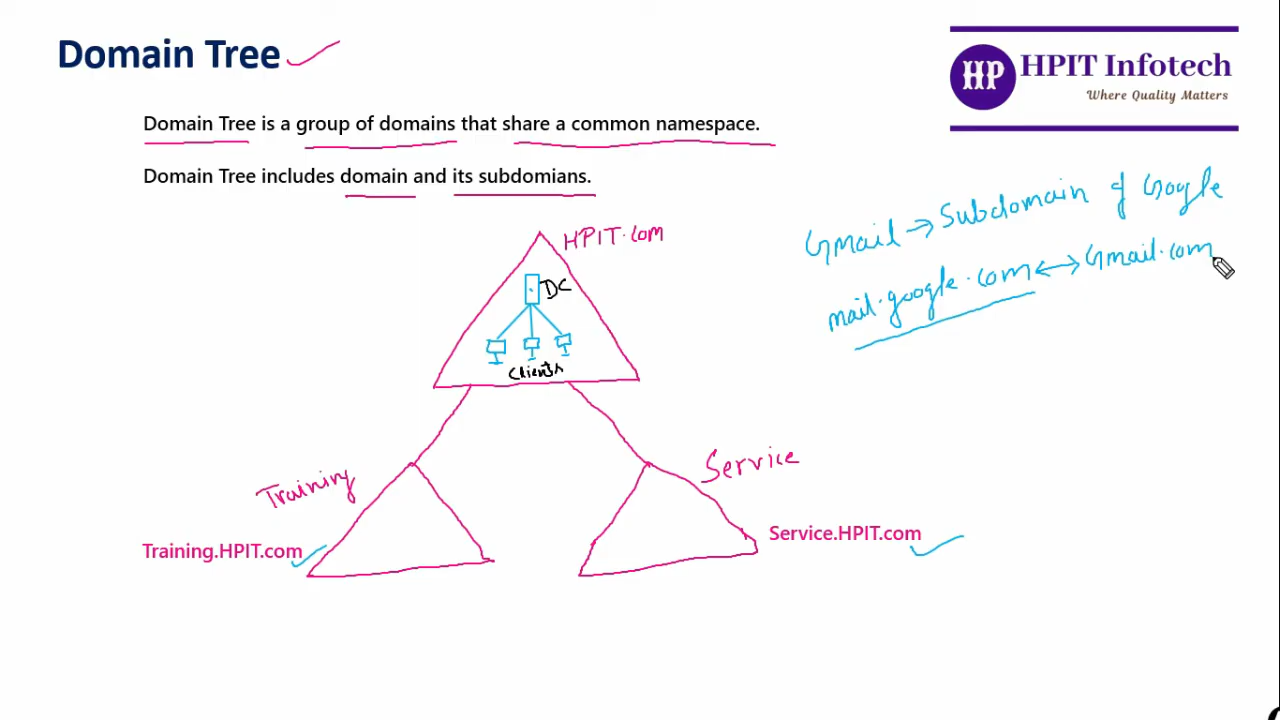 Domain Tree
HPIT Infotech
HP
Where Quality Matters
Domain Tree is a group of domains that share a common namespace.
Domain Tree includes domain and its subdomians.
Gmail → Subdomain of Google
mail.google.com ↔ Gmail.com
HPIT.com
DC
Clients
Training
Service
Training.HPIT.com
Service.HPIT.com